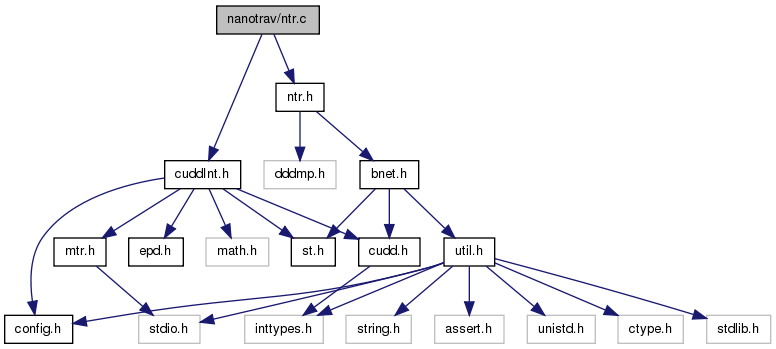 nanotrav/ntr.c
ntr.h
cuddInt.h
dddmp.h
bnet.h
mtr.h
epd.h
math.h
st.h
cudd.h
util.h
config.h
stdio.h
inttypes.h
string.h
assert.h
unistd.h
ctype.h
stdlib.h